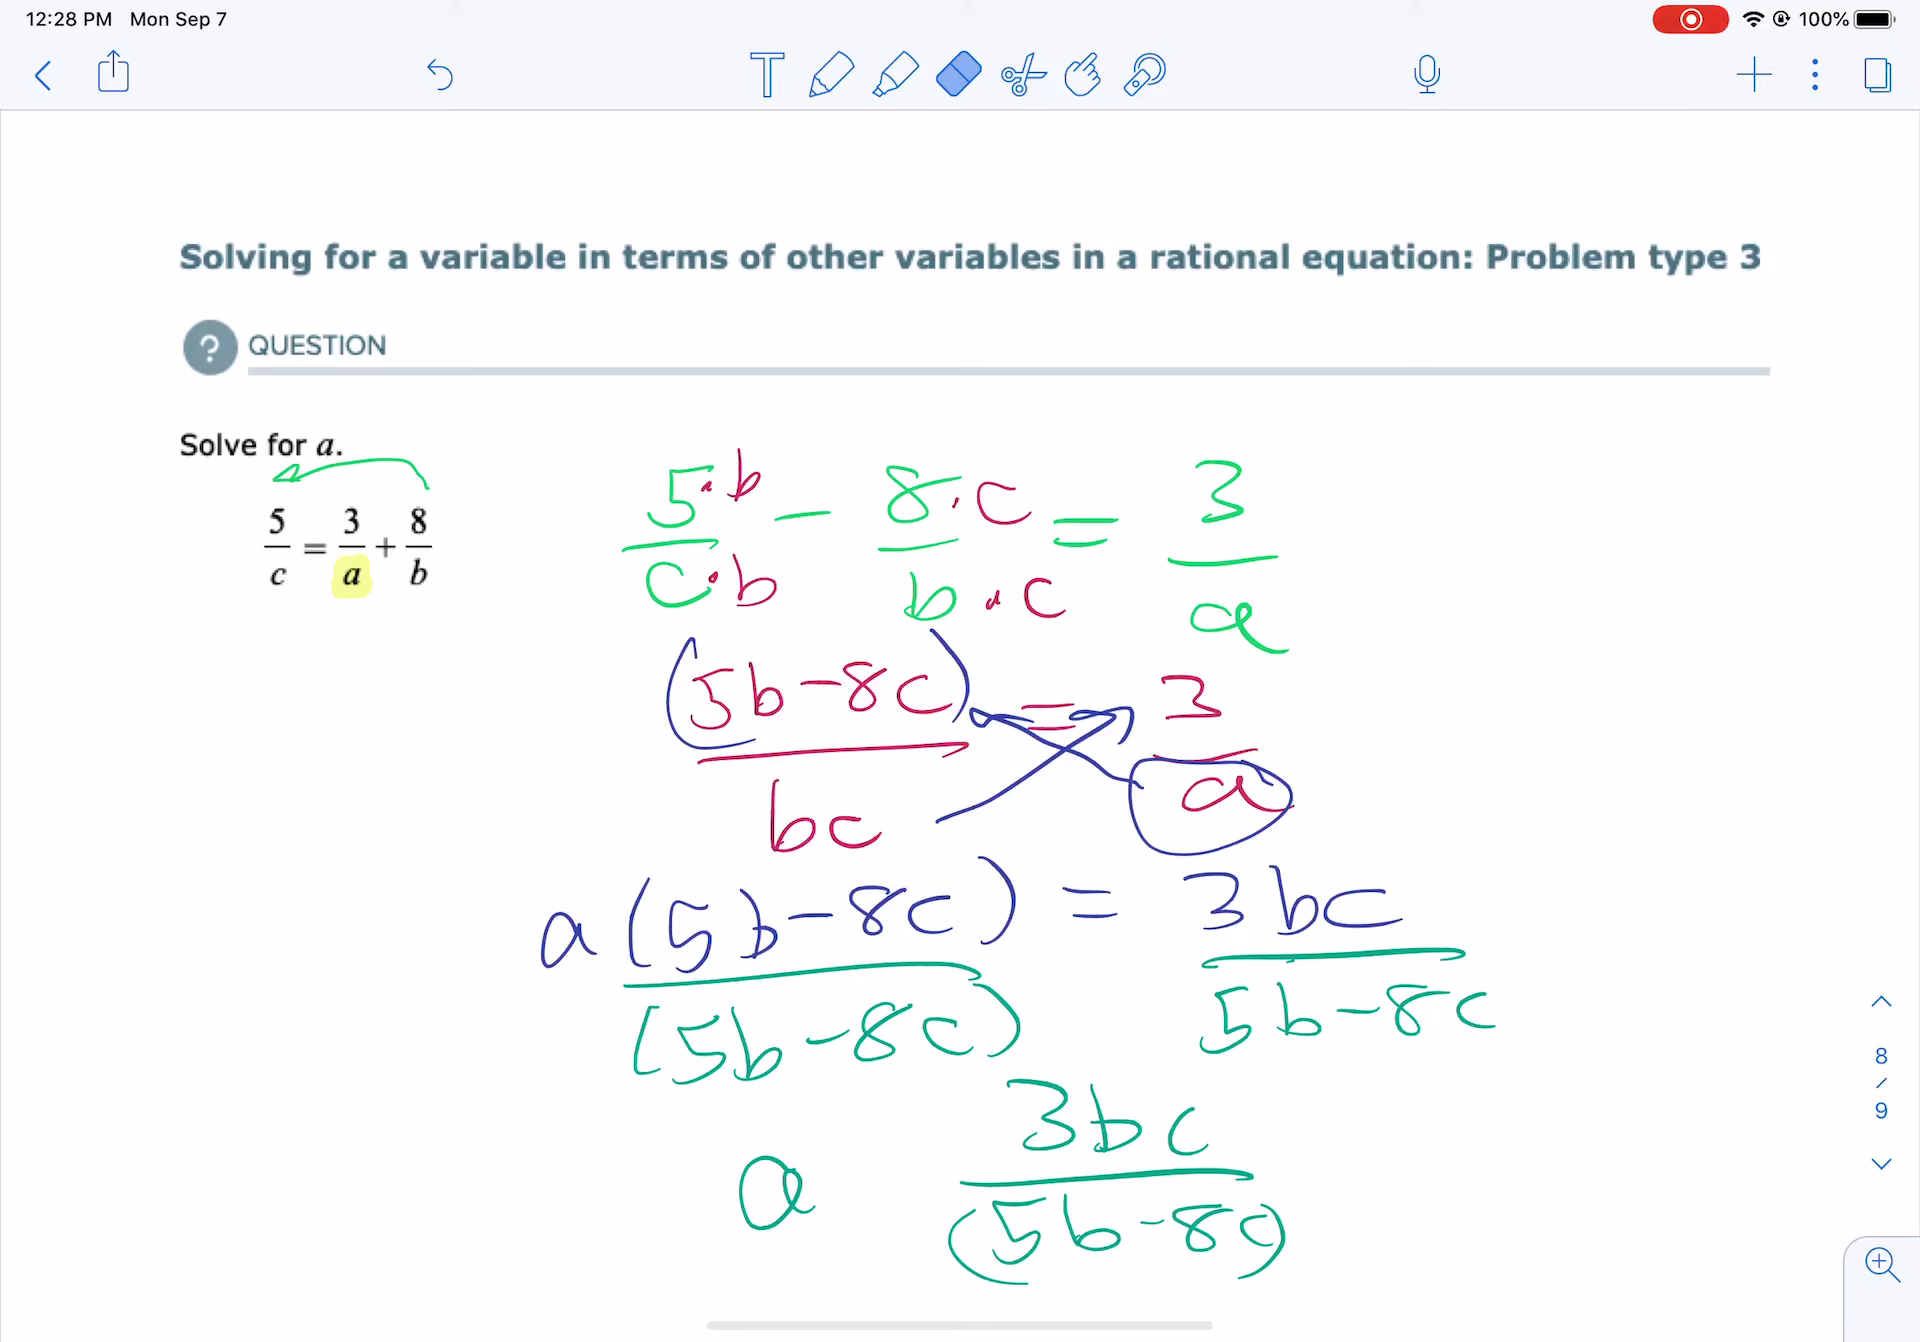 12:28 PM Mon Sep 7 100%
T
Solving for a variable in terms of other variables in a rational equation: Problem type 3
? QUESTION
Solve for a.
5/c = 3/a + 8/b
5·b/c·b − 8·c/b·c = 3/a
(5b−8c)/bc = 3/a
a(5b−8c) = 3bc
(5b−8c) 5b−8c
a 3bc/(5b−8c)
8
/
9